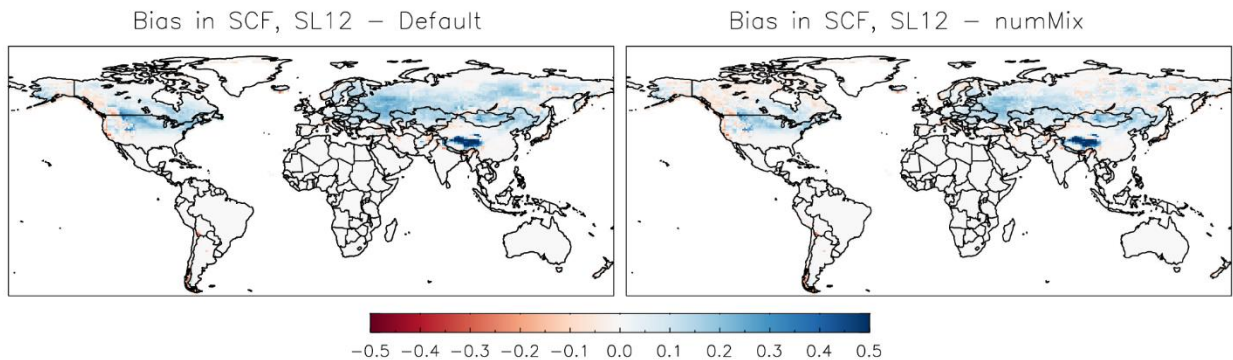 Bias in SCF, SL12 – Default
Bias in SCF, SL12 – numMix
−0.5 −0.4 −0.3 −0.2 −0.1 0.0 0.1 0.2 0.3 0.4 0.5